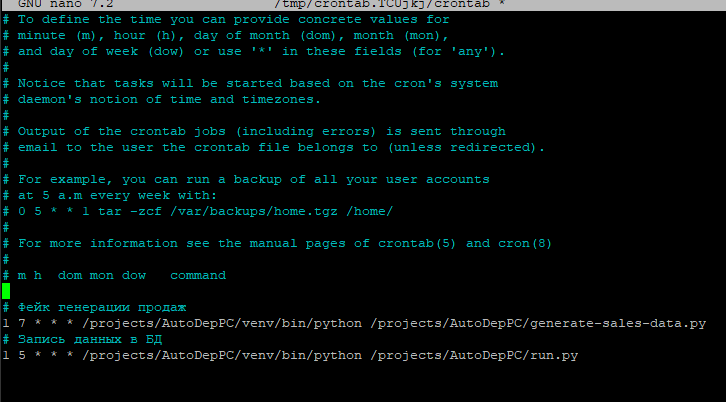 GNU nano 7.2 /tmp/crontab.TCUjkj/crontab *
# To define the time you can provide concrete values for
# minute (m), hour (h), day of month (dom), month (mon),
# and day of week (dow) or use '*' in these fields (for 'any').
#
# Notice that tasks will be started based on the cron's system
# daemon's notion of time and timezones.
#
# Output of the crontab jobs (including errors) is sent through
# email to the user the crontab file belongs to (unless redirected).
#
# For example, you can run a backup of all your user accounts
# at 5 a.m every week with:
# 0 5 * * 1 tar -zcf /var/backups/home.tgz /home/
#
# For more information see the manual pages of crontab(5) and cron(8)
#
# m h  dom mon dow   command
# Фейк генерации продаж
1 7 * * * /projects/AutoDepPC/venv/bin/python /projects/AutoDepPC/generate-sales-data.py
# Запись данных в БД
1 5 * * * /projects/AutoDepPC/venv/bin/python /projects/AutoDepPC/run.py